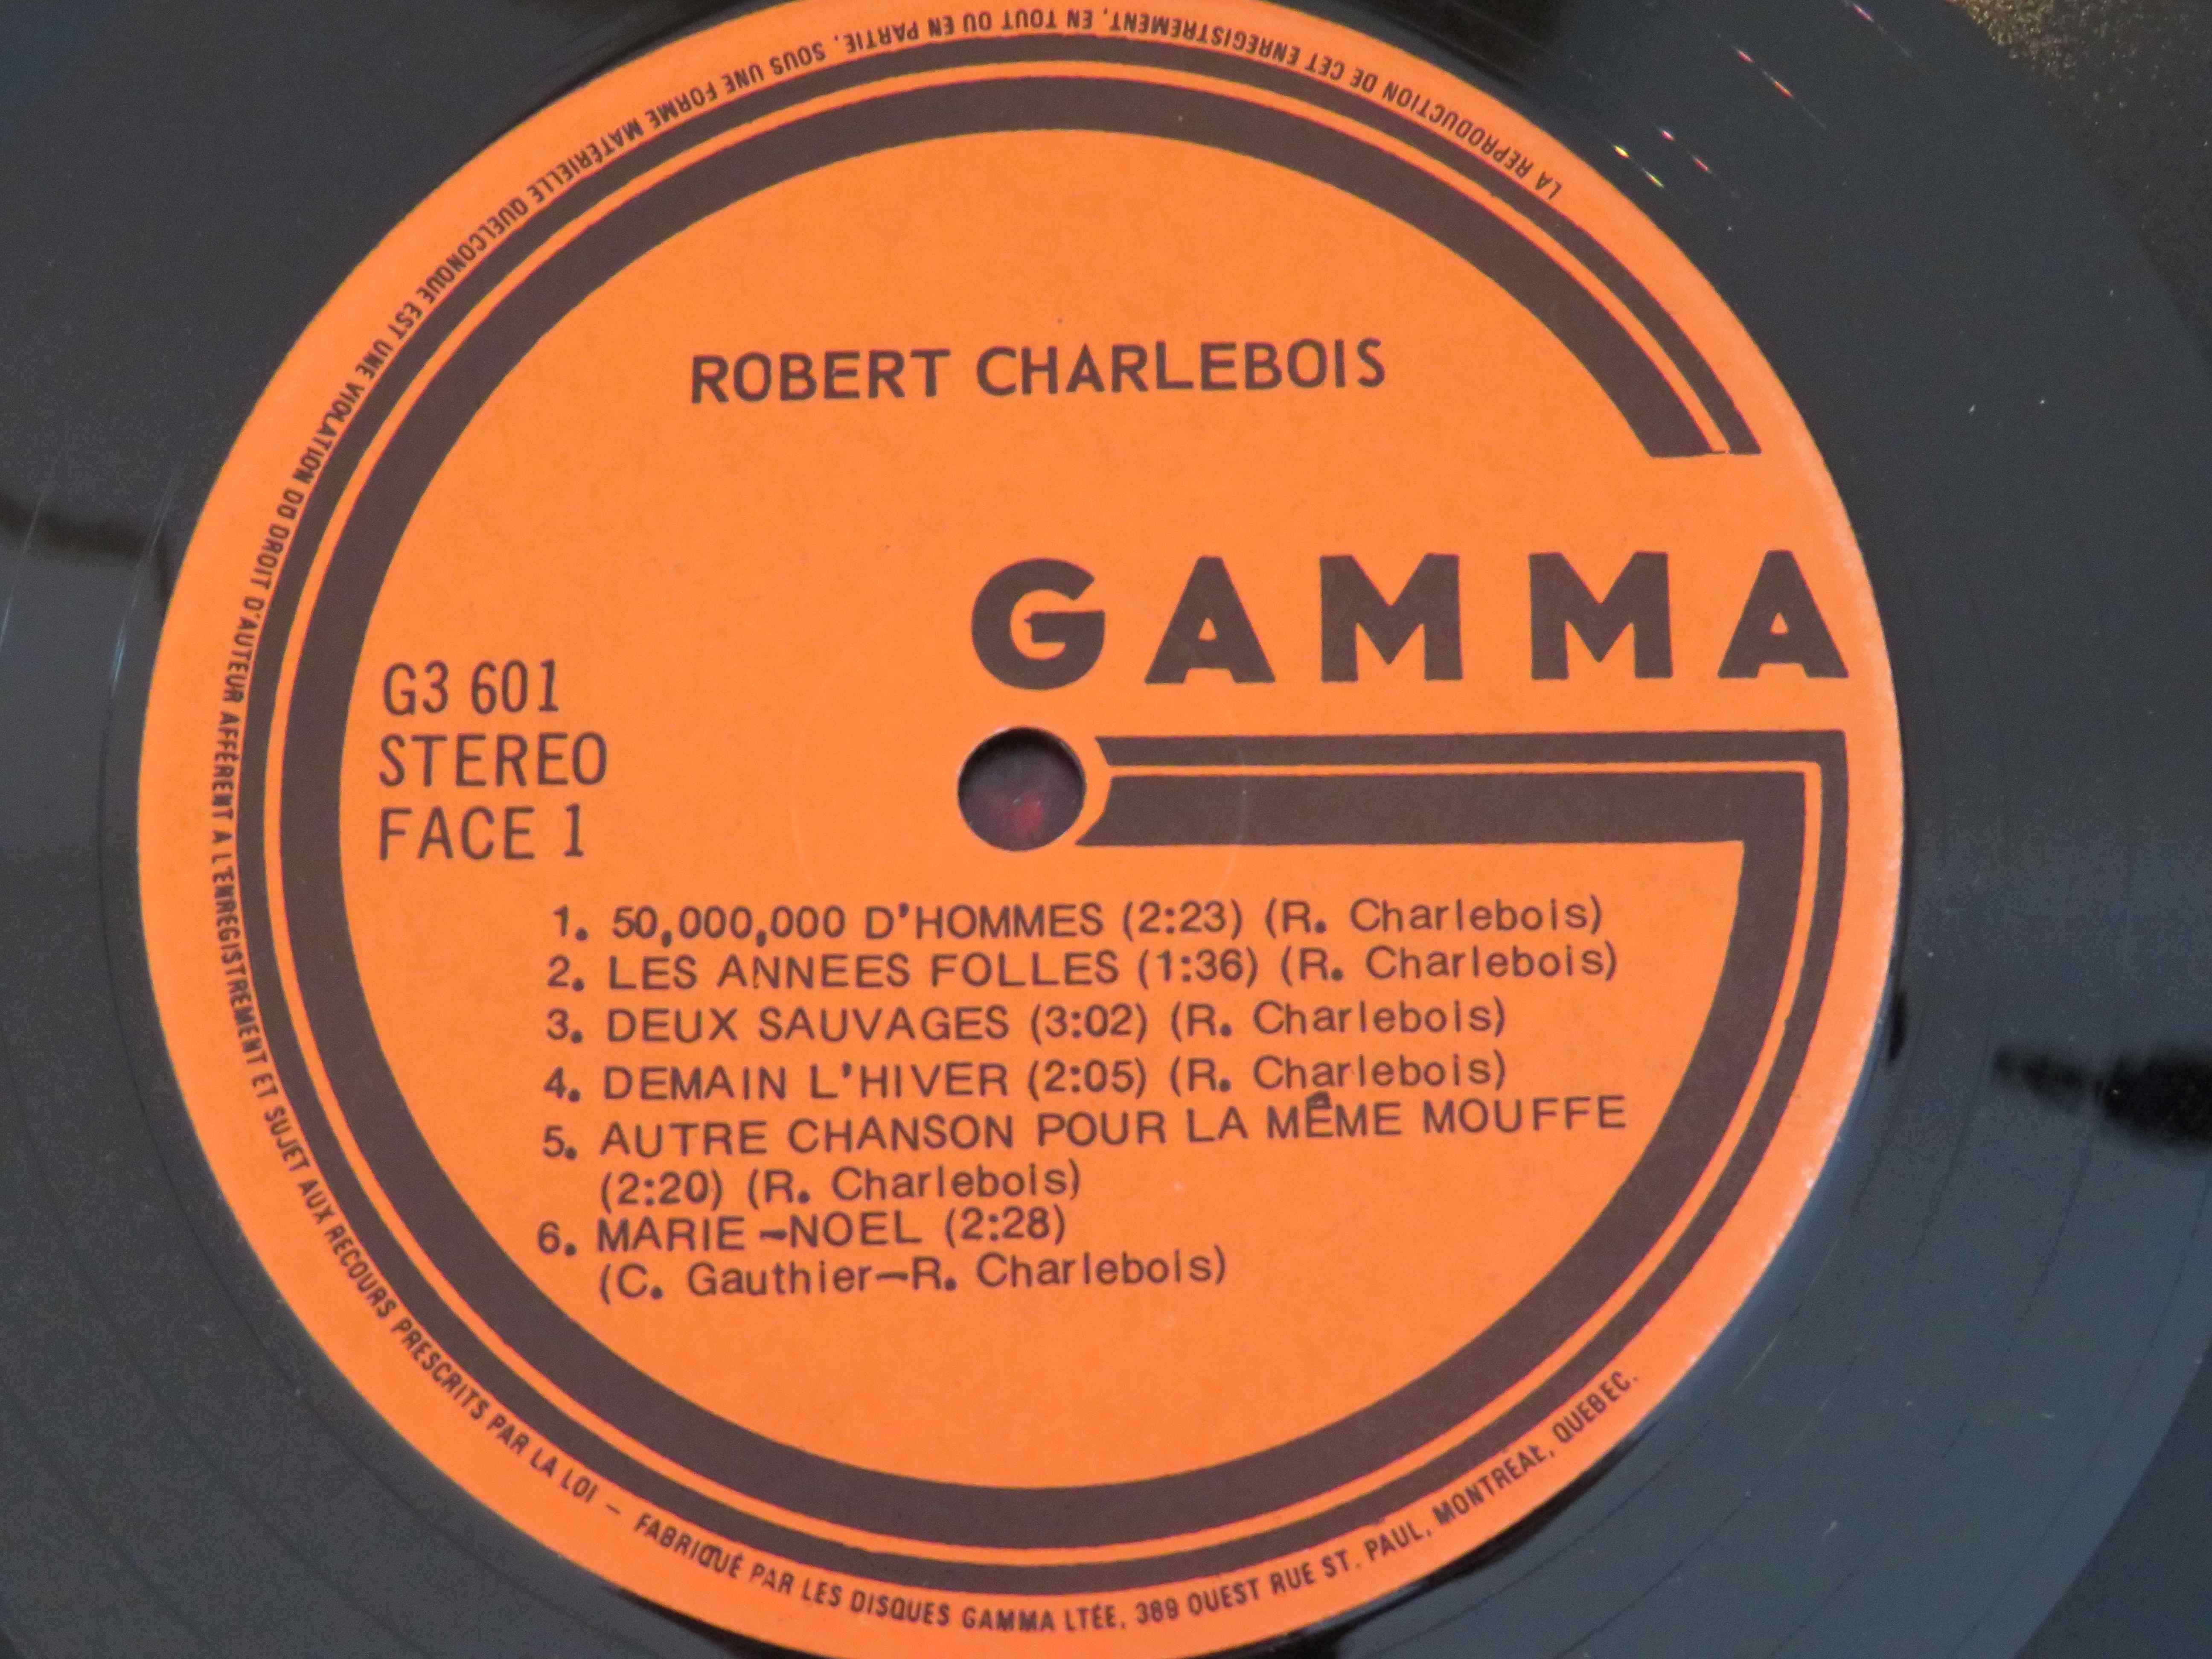 ROBERT CHARLEBOIS
GAMMA
G3 601
STEREO
FACE 1
1. 50,000,000 D'HOMMES (2:23) (R. Charlebois)
2. LES ANNEES FOLLES (1:36) (R. Charlebois)
3. DEUX SAUVAGES (3:02) (R. Charlebois)
4. DEMAIN L'HIVER (2:05) (R. Charlebois)
5. AUTRE CHANSON POUR LA MÊME MOUFFE
(2:20) (R. Charlebois)
6. MARIE-NOEL (2:28)
(C. Gauthier-R. Charlebois)
LA REPRODUCTION DE CET ENREGISTREMENT, EN TOUT OU EN PARTIE, SOUS UNE FORME MATÉRIELLE QUELCONQUE EST UNE VIOLATION DO DROIT D'AUTEUR AFFÉRENT A L'ENREGISTREMENT ET SUJET AUX RECOURS PRESCRITS PAR LA LOI - FABRIQUÉ PAR LES DISQUES GAMMA LTÉE, 389 OUEST RUE ST. PAUL, MONTRÉAL, QUEBEC.